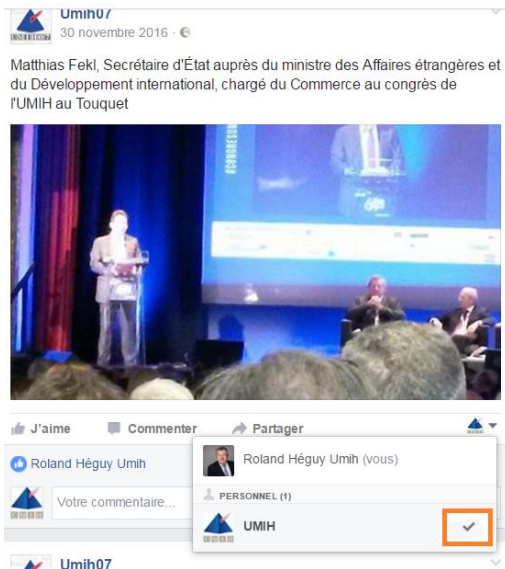 Umih07
30 novembre 2016 ·
Matthias Fekl, Secrétaire d'État auprès du ministre des Affaires étrangères et
du Développement international, chargé du Commerce au congrès de
l'UMIH au Touquet
J'aime Commenter Partager
Roland Héguy Umih
Roland Héguy Umih (vous)
PERSONNEL (1)
Votre commentaire...
UMIH
Umih07